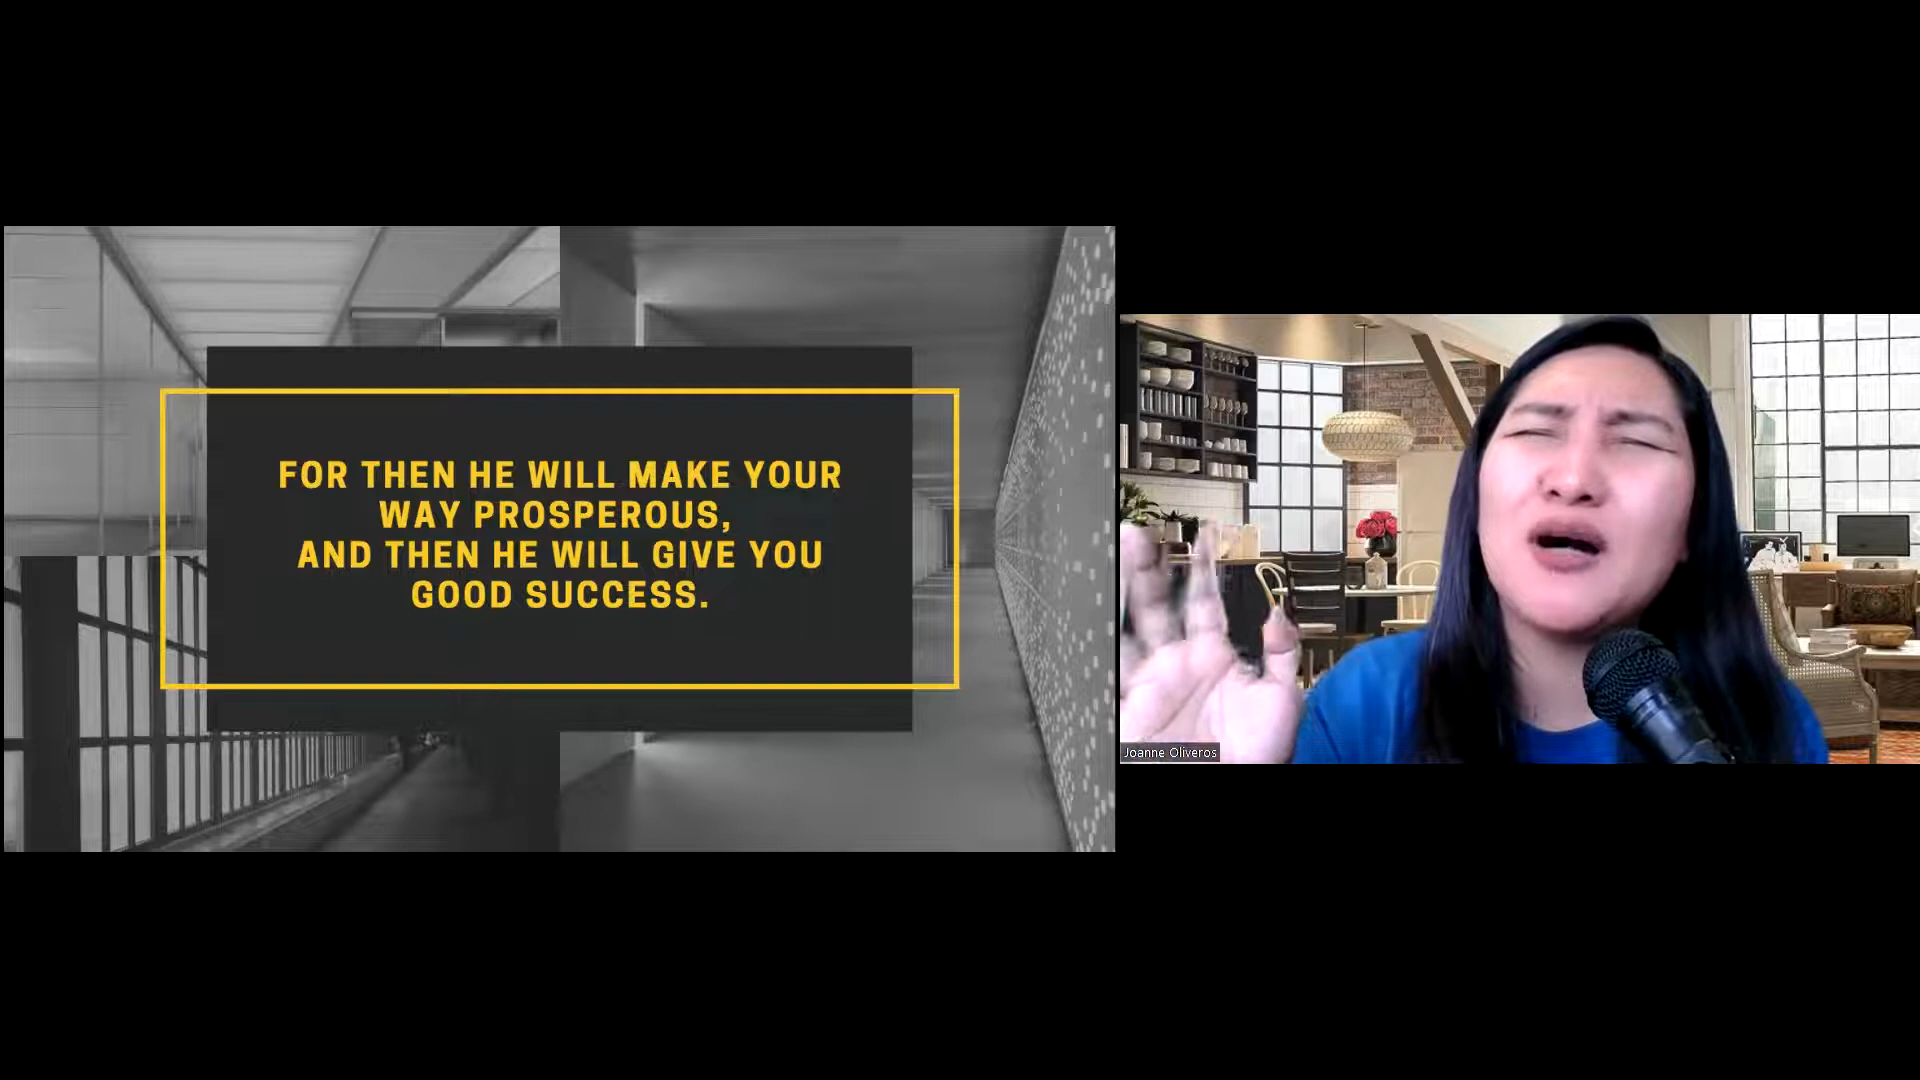 FOR THEN HE WILL MAKE YOUR
WAY PROSPEROUS,
AND THEN HE WILL GIVE YOU
GOOD SUCCESS.
Joanne Oliveros